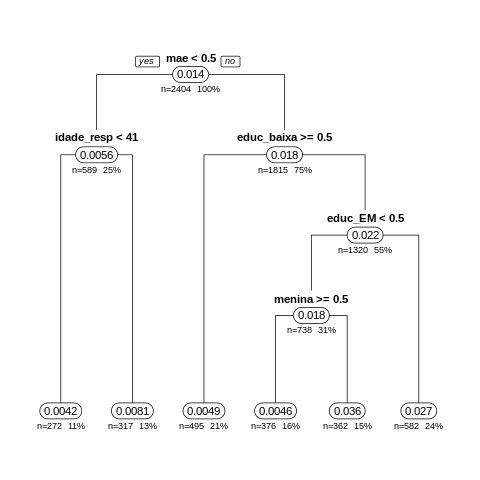 yes mae < 0.5 no
0.014
n=2404 100%
idade_resp < 41 educ_baixa >= 0.5
0.0056 0.018
n=589 25% n=1815 75%
educ_EM < 0.5
0.022
n=1320 55%
menina >= 0.5
0.018
n=738 31%
0.0042 0.0081 0.0049 0.0046 0.036 0.027
n=272 11% n=317 13% n=495 21% n=376 16% n=362 15% n=582 24%